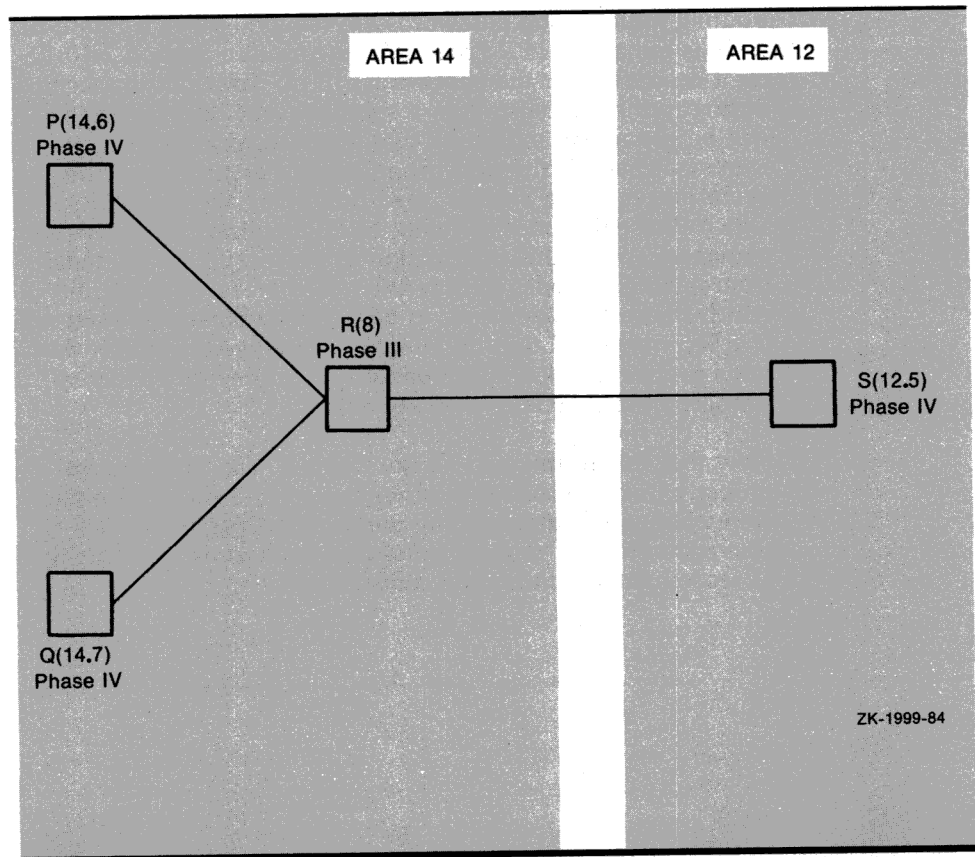 AREA 14
AREA 12
P(14.6)
Phase IV
R(8)
Phase III
S(12.5)
Phase IV
Q(14.7)
Phase IV
ZK-1999-84